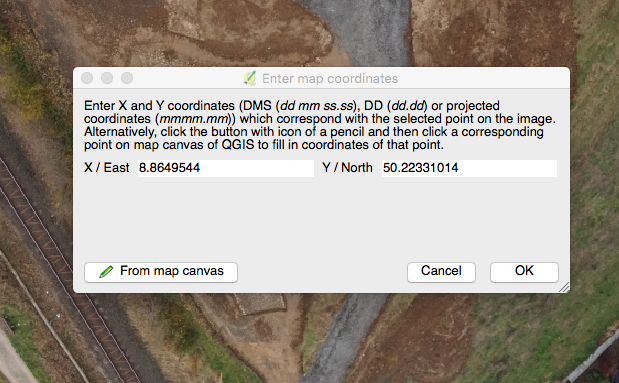 Enter map coordinates
Enter X and Y coordinates (DMS (dd mm ss.ss), DD (dd.dd) or projected
coordinates (mmmm.mm)) which correspond with the selected point on the image.
Alternatively, click the button with icon of a pencil and then click a corresponding
point on map canvas of QGIS to fill in coordinates of that point.
X / East 8.8649544 Y / North 50.22331014
From map canvas Cancel OK